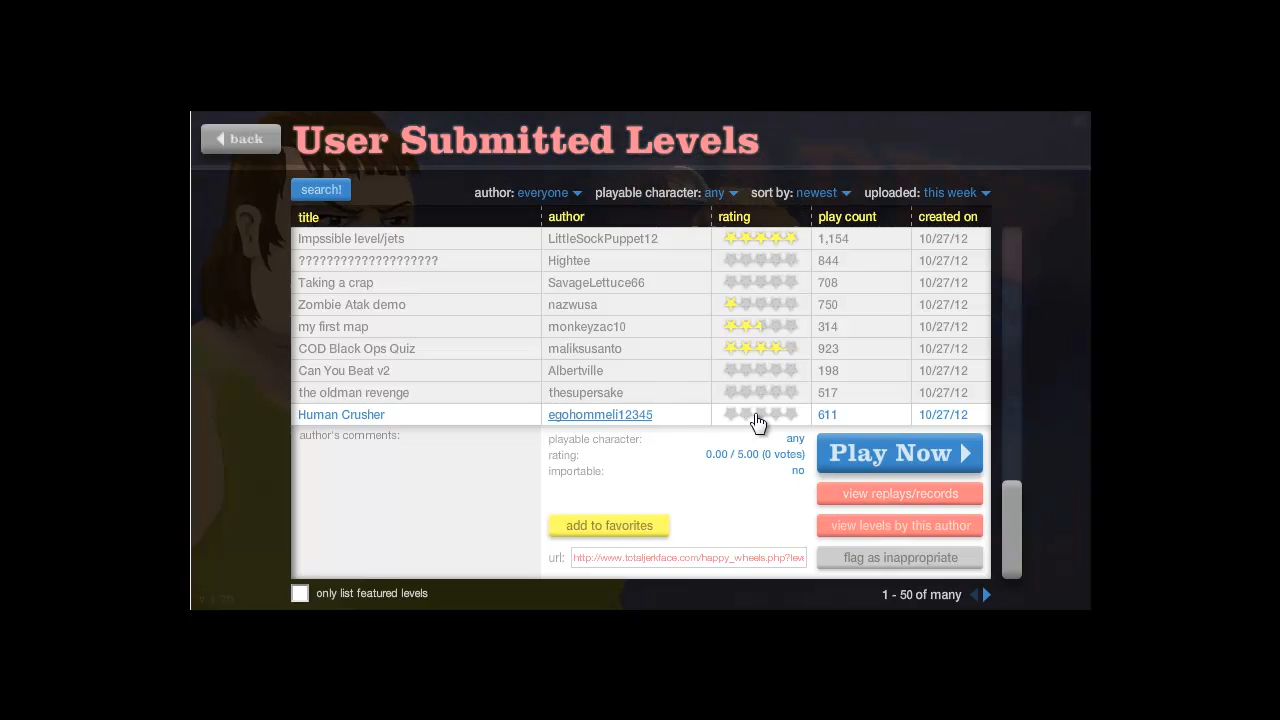 back
User Submitted Levels
search!
author: everyone playable character: any sort by: newest uploaded: this week
title author rating play count created on
Impssible level/jets LittleSockPuppet12 1,154 10/27/12
???????????????????? Hightee 844 10/27/12
Taking a crap SavageLettuce66 708 10/27/12
Zombie Atak demo nazwusa 750 10/27/12
my first map monkeyzac10 314 10/27/12
COD Black Ops Quiz maliksusanto 923 10/27/12
Can You Beat v2 Albertville 198 10/27/12
the oldman revenge thesupersake 517 10/27/12
Human Crusher egohommeli12345 611 10/27/12
author's comments:
playable character: any
rating: 0.00 / 5.00 (0 votes)
importable: no
Play Now
view replays/records
add to favorites
view levels by this author
url: http://www.totaljerkface.com/happy_wheels.php?leve
flag as inappropriate
only list featured levels
1 - 50 of many